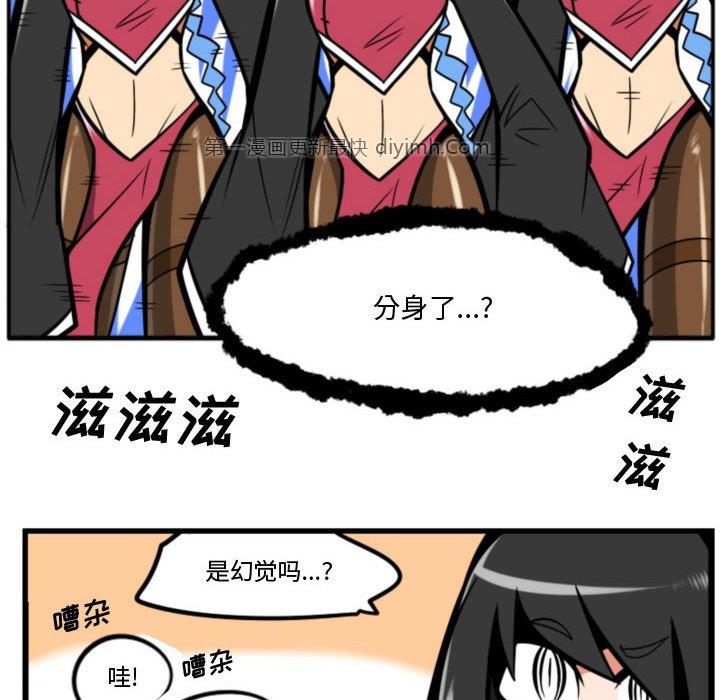 第一漫画更新最快 diyimh.com
分身了...?
滋滋滋
滋
滋
是幻觉吗...?
嘈杂
嘈杂
哇!